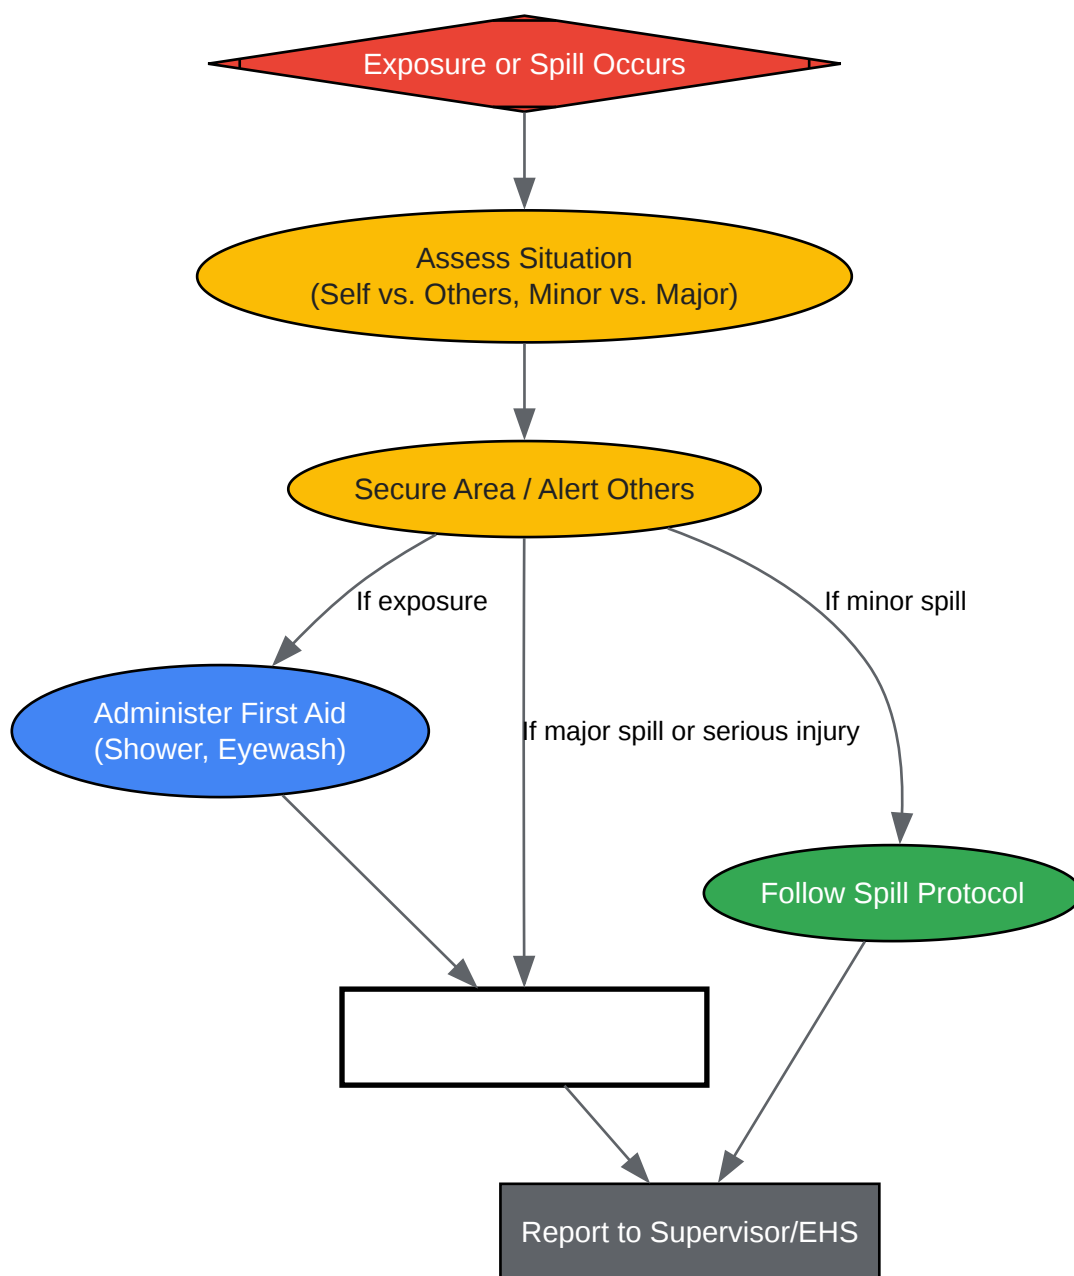 Exposure or Spill Occurs
Assess Situation
(Self vs. Others, Minor vs. Major)
Secure Area / Alert Others
If exposure
If minor spill
Administer First Aid
(Shower, Eyewash)
If major spill or serious injury
Follow Spill Protocol
Report to Supervisor/EHS